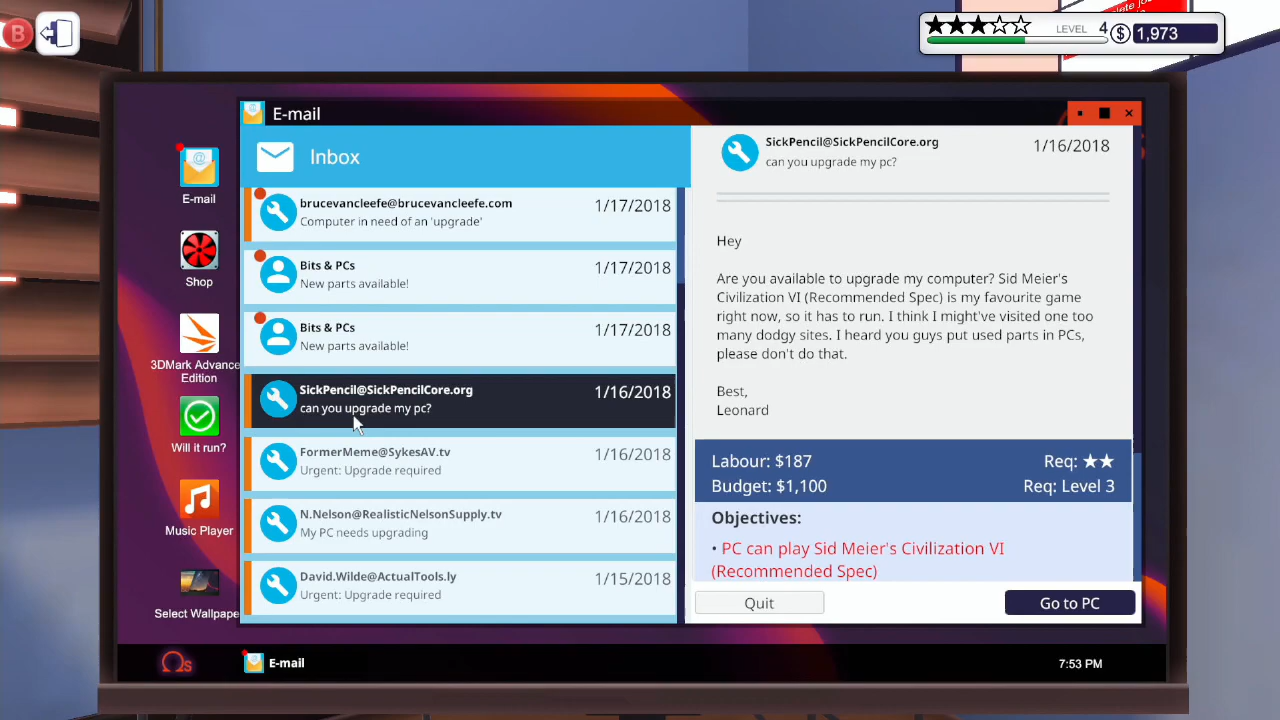 B
LEVEL 4 $ 1,973
E-mail
Inbox
brucevancleefe@brucevancleefe.com 1/17/2018
Computer in need of an 'upgrade'
Bits & PCs 1/17/2018
New parts available!
Bits & PCs 1/17/2018
New parts available!
SickPencil@SickPencilCore.org 1/16/2018
can you upgrade my pc?
FormerMeme@SykesAV.tv 1/16/2018
Urgent: Upgrade required
N.Nelson@RealisticNelsonSupply.tv 1/16/2018
My PC needs upgrading
David.Wilde@ActualTools.ly 1/15/2018
Urgent: Upgrade required
SickPencil@SickPencilCore.org 1/16/2018
can you upgrade my pc?
Hey
Are you available to upgrade my computer? Sid Meier's
Civilization VI (Recommended Spec) is my favourite game
right now, so it has to run. I think I might've visited one too
many dodgy sites. I heard you guys put used parts in PCs,
please don't do that.
Best,
Leonard
Labour: $187 Req: ★★
Budget: $1,100 Req: Level 3
Objectives:
• PC can play Sid Meier's Civilization VI
(Recommended Spec)
Quit Go to PC
E-mail
Shop
3DMark Advance
Edition
Will it run?
Music Player
Select Wallpape
Ωs E-mail 7:53 PM